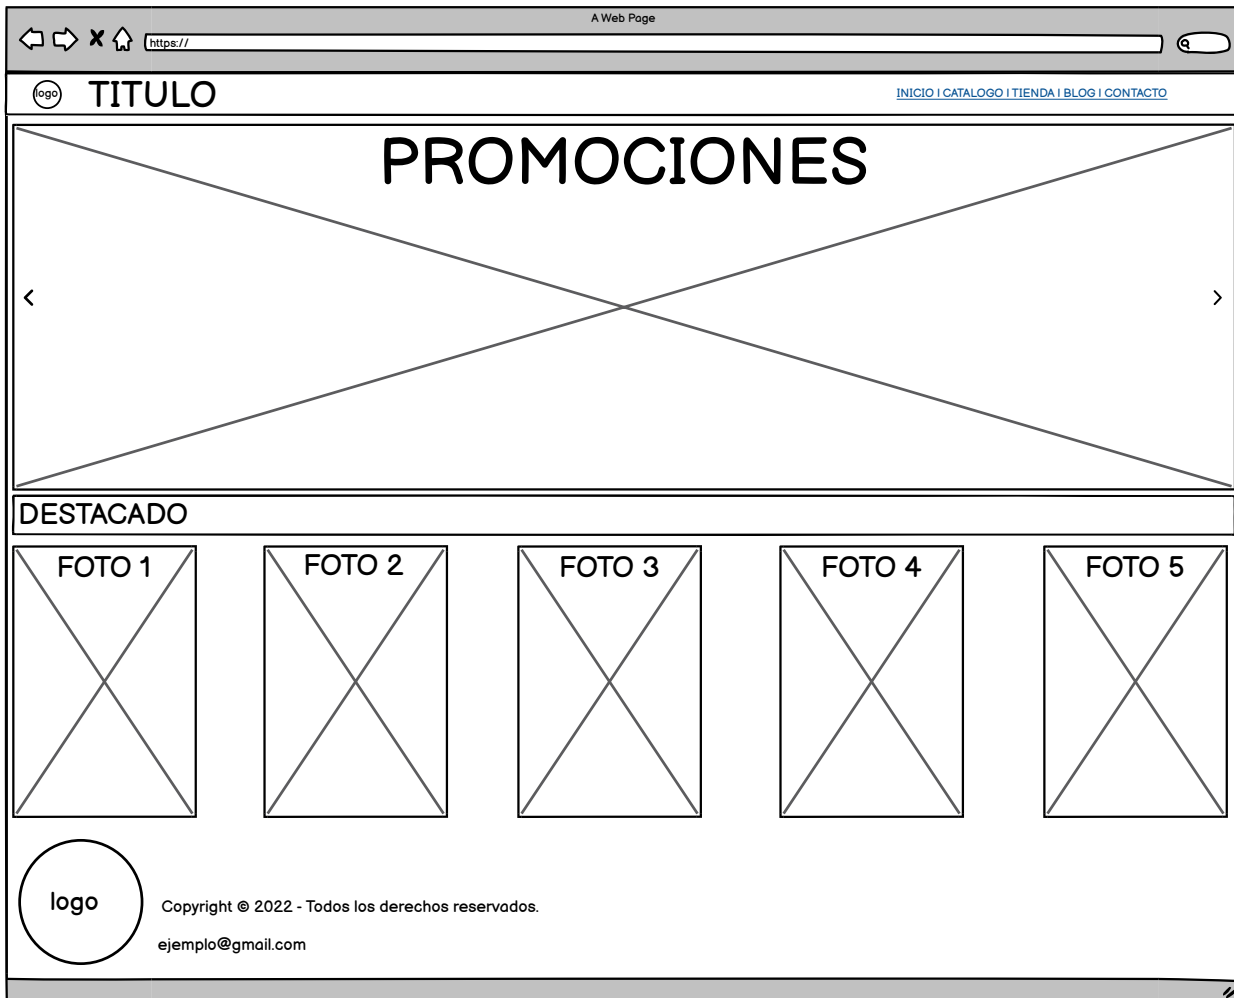 A Web Page
https://
logo TITULO INICIO | CATALOGO | TIENDA | BLOG | CONTACTO
PROMOCIONES
DESTACADO
FOTO 1 FOTO 2 FOTO 3 FOTO 4 FOTO 5
logo
Copyright © 2022 - Todos los derechos reservados.
ejemplo@gmail.com